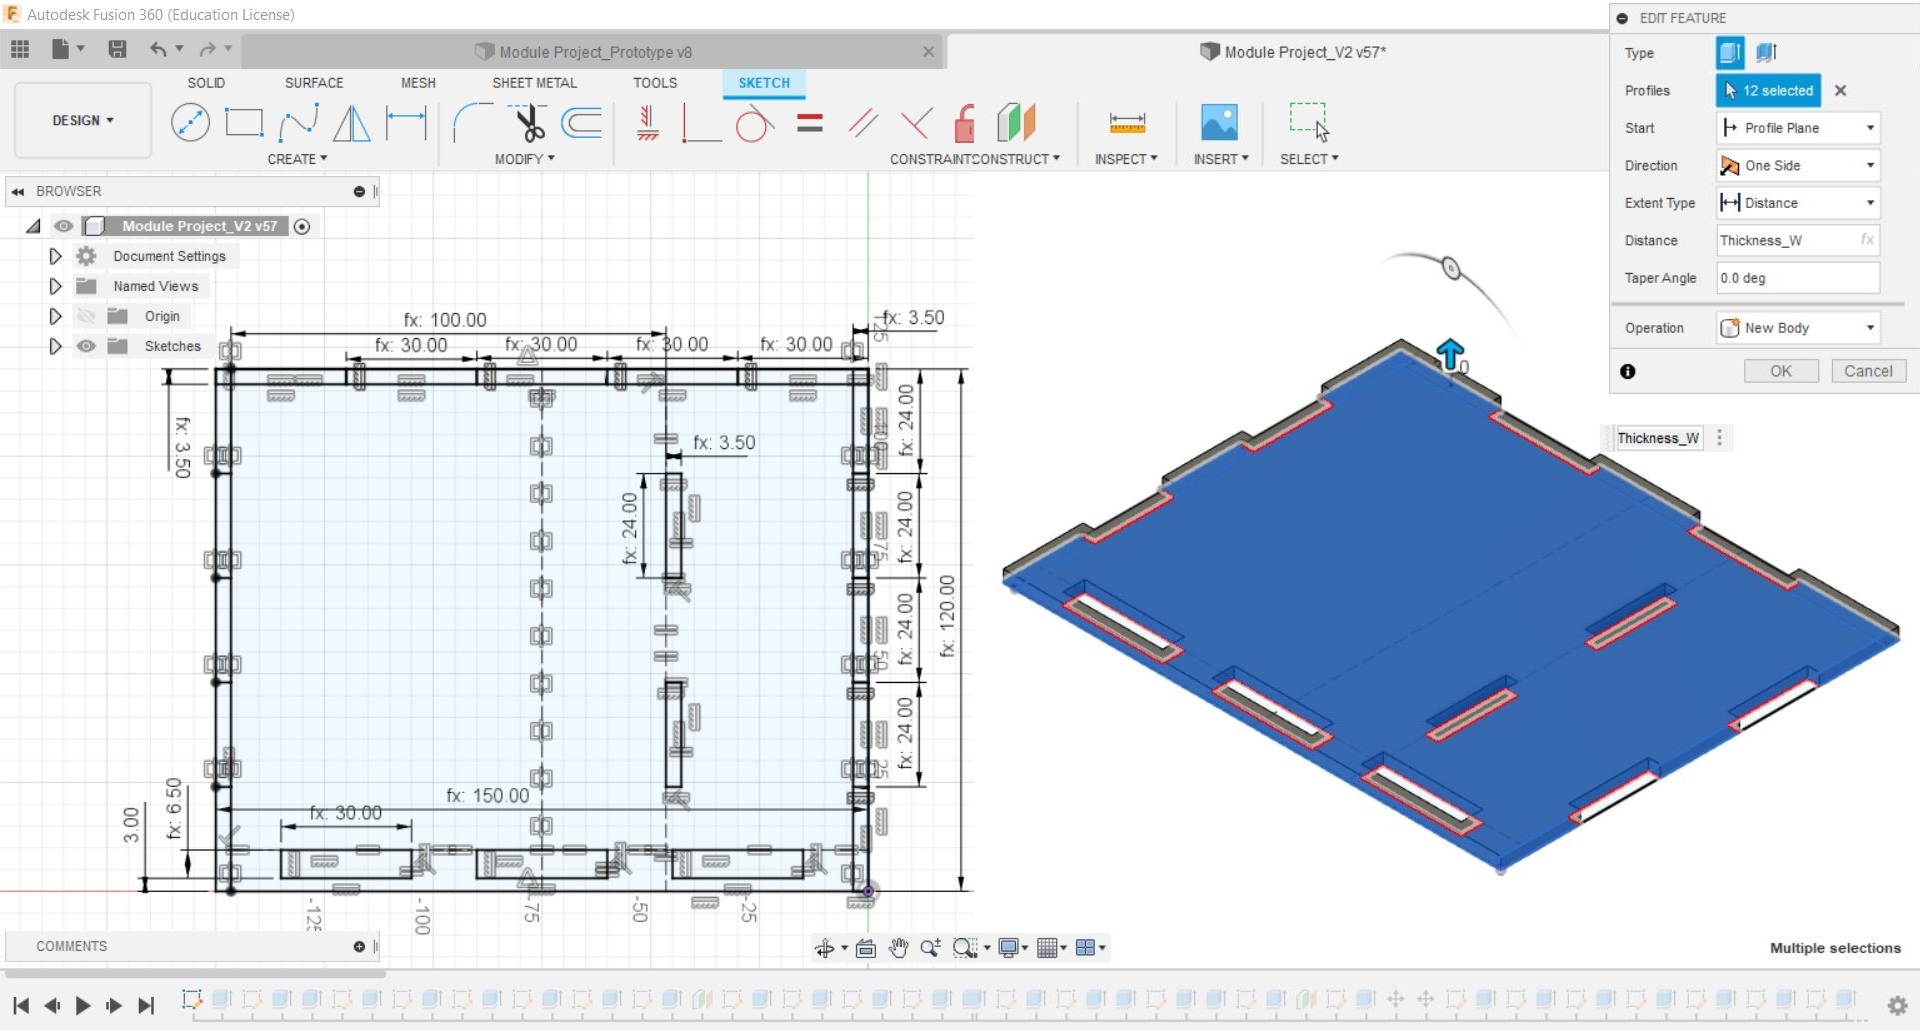 Autodesk Fusion 360 (Education License)
Module Project_Prototype v8
Module Project_V2 v57*
DESIGN
SOLID
SURFACE
MESH
SHEET METAL
TOOLS
SKETCH
CREATE
MODIFY
CONSTRAINTS
CONSTRUCT
INSPECT
INSERT
SELECT
EDIT FEATURE
Type
Profiles
12 selected
Start
Profile Plane
Direction
One Side
Extent Type
Distance
Distance
Thickness_W
fx
Taper Angle
0.0 deg
Operation
New Body
OK
Cancel
BROWSER
Module Project_V2 v57
Document Settings
Named Views
Origin
Sketches
fx: 100.00
fx: 30.00
fx: 30.00
fx: 30.00
fx: 30.00
fx: 3.50
fx: 3.50
fx: 3.50
fx: 24.00
fx: 24.00
fx: 24.00
fx: 24.00
fx: 24.00
fx: 120.00
fx: 150.00
fx: 30.00
fx: 6.50
3.00
-125
-100
-75
-50
-25
25
50
75
Thickness_W
COMMENTS
Multiple selections